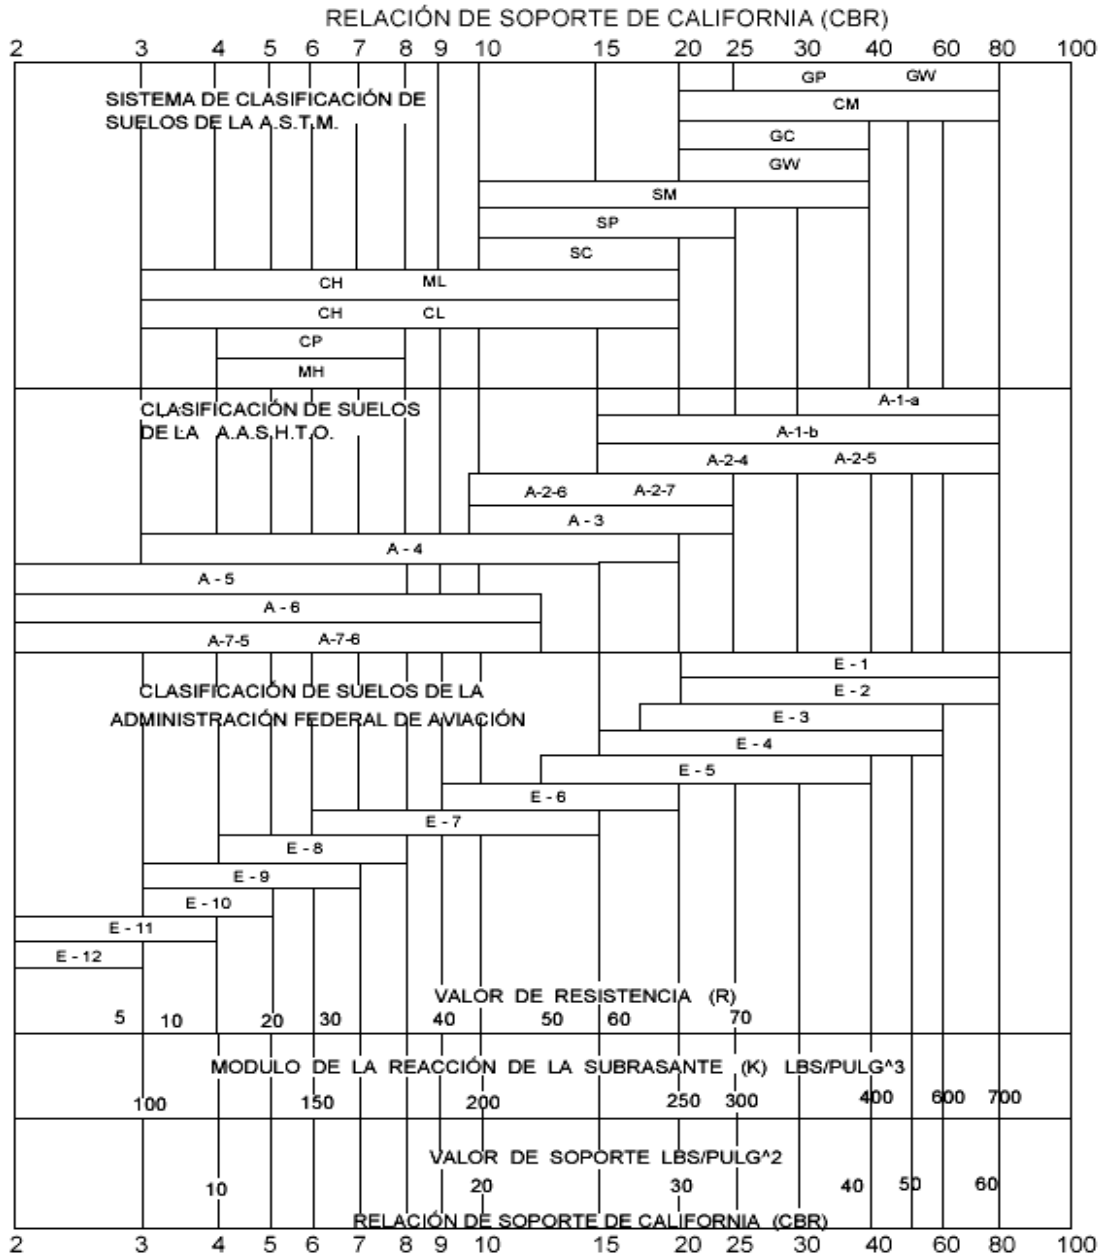 RELACIÓN DE SOPORTE DE CALIFORNIA (CBR)
2 3 4 5 6 7 8 9 10 15 20 25 30 40 60 80 100
GP GW
SISTEMA DE CLASIFICACIÓN DE
SUELOS DE LA A.S.T.M.
CM
GC
GW
SM
SP
SC
CH ML
CH CL
CP
MH
CLASIFICACIÓN DE SUELOS
DE LA A.A.S.H.T.O.
A-1-a
A-1-b
A-2-4 A-2-5
A-2-6 A-2-7
A - 3
A - 4
A - 5
A - 6
A-7-5 A-7-6
CLASIFICACIÓN DE SUELOS DE LA
ADMINISTRACIÓN FEDERAL DE AVIACIÓN
E - 1
E - 2
E - 3
E - 4
E - 5
E - 6
E - 7
E - 8
E - 9
E - 10
E - 11
E - 12
VALOR DE RESISTENCIA (R)
5 10 20 30 40 50 60 70
MODULO DE LA REACCIÓN DE LA SUBRASANTE (K) LBS/PULG^3
100 150 200 250 300 400 600 700
VALOR DE SOPORTE LBS/PULG^2
10 20 30 40 50 60
RELACIÓN DE SOPORTE DE CALIFORNIA (CBR)
2 3 4 5 6 7 8 9 10 15 20 25 30 40 60 80 100